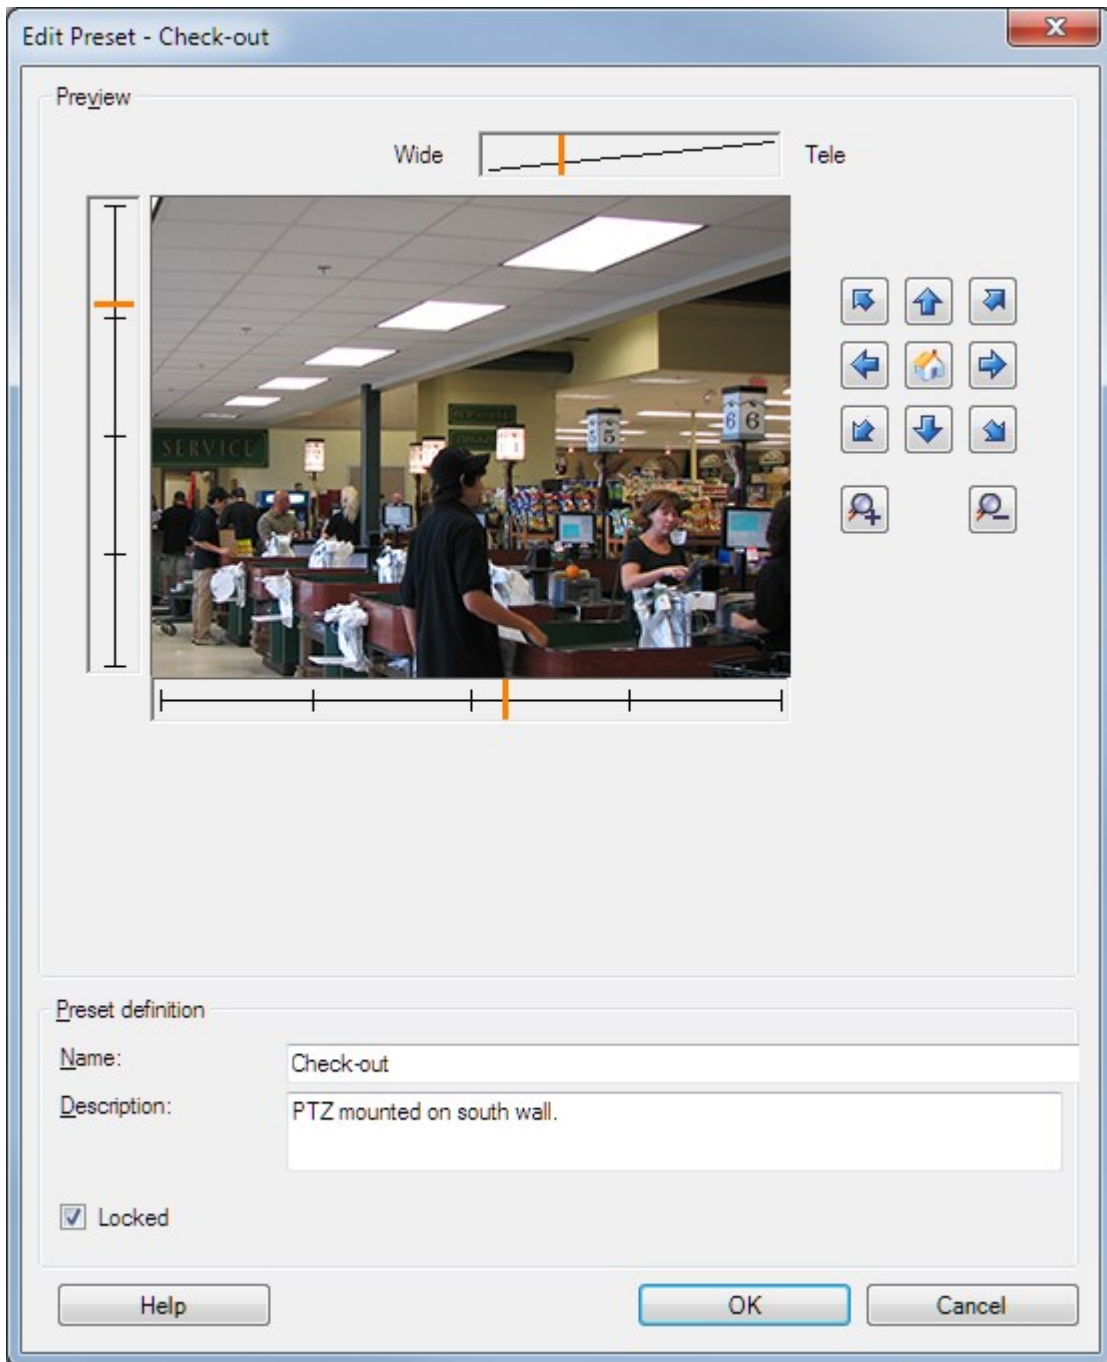 Edit Preset - Check-out
Preview
Wide
Tele
SERVICE
5 5
6 6
Preset definition
Name:
Check-out
Description:
PTZ mounted on south wall.
Locked
Help
OK
Cancel